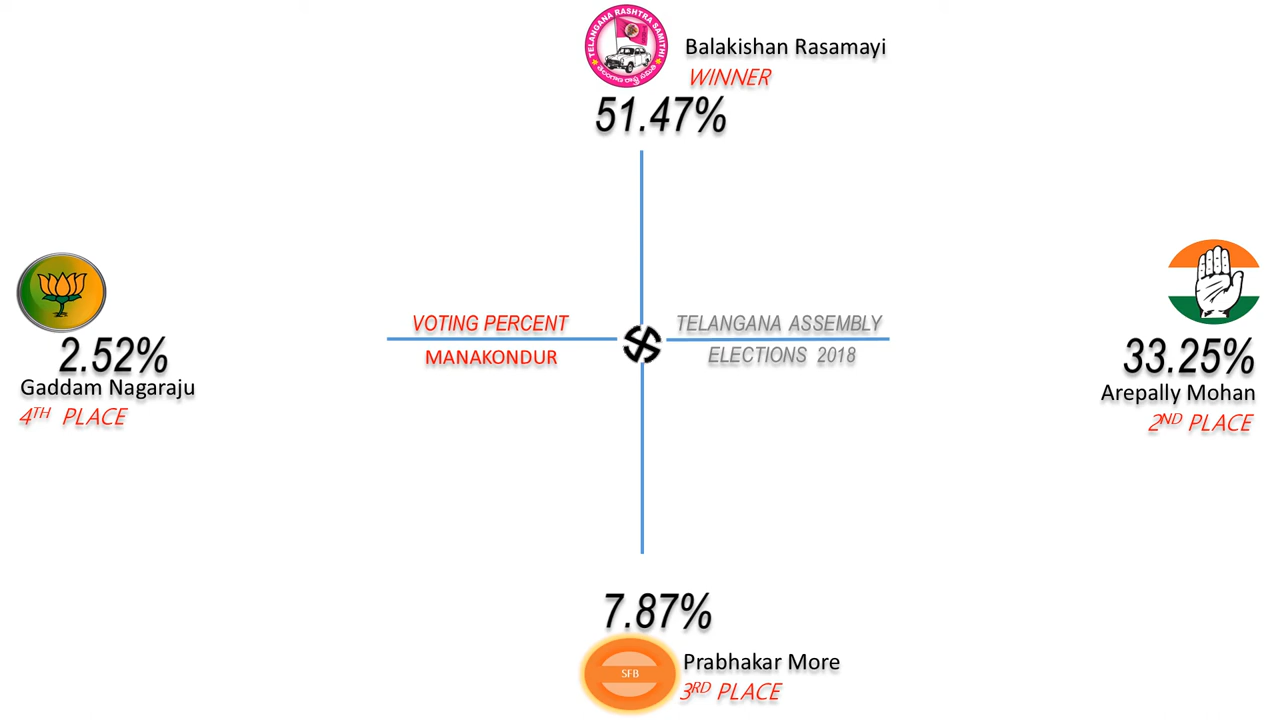 TELANGANA RASHTRA SAMITHI
తెలంగాణ రాష్ట్ర సమితి
Balakishan Rasamayi
WINNER
51.47%
2.52%
Gaddam Nagaraju
4TH PLACE
VOTING PERCENT
MANAKONDUR
TELANGANA ASSEMBLY
ELECTIONS 2018
33.25%
Arepally Mohan
2ND PLACE
7.87%
SFB
Prabhakar More
3RD PLACE